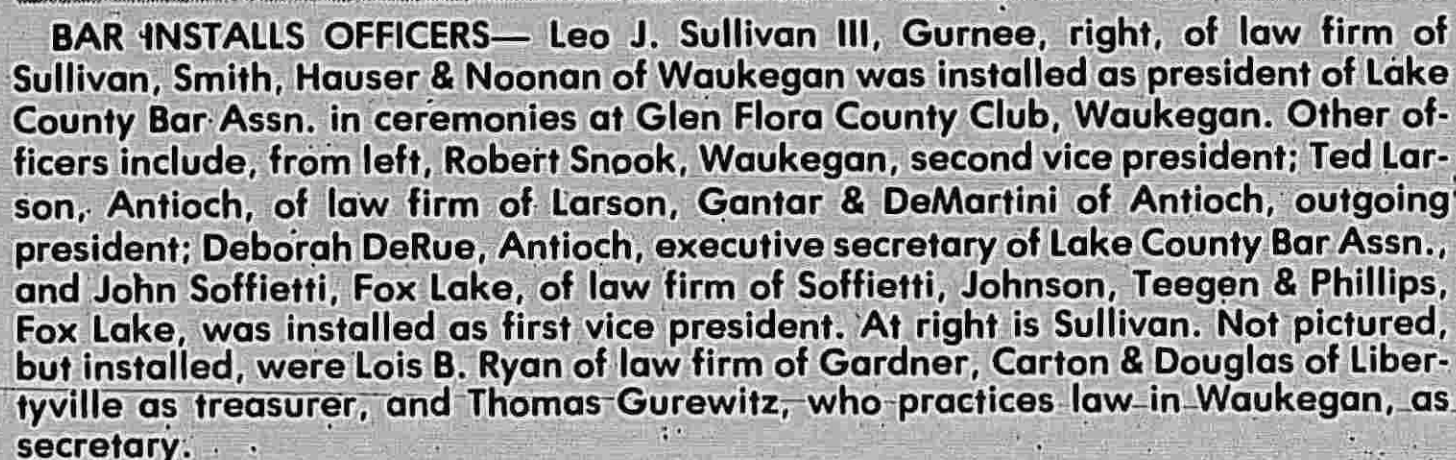 BAR INSTALLS OFFICERS— Leo J. Sullivan III, Gurnee, right, of law firm of
Sullivan, Smith, Hauser & Noonan of Waukegan was installed as president of Lake
County Bar Assn. in ceremonies at Glen Flora County Club, Waukegan. Other of-
ficers include, from left, Robert Snook, Waukegan, second vice president; Ted Lar-
son, Antioch, of law firm of Larson, Gantar & DeMartini of Antioch, outgoing
president; Deborah DeRue, Antioch, executive secretary of Lake County Bar Assn.,
and John Soffietti, Fox Lake, of law firm of Soffietti, Johnson, Teegen & Phillips,
Fox Lake, was installed as first vice president. At right is Sullivan. Not pictured,
but installed, were Lois B. Ryan of law firm of Gardner, Carton & Douglas of Liber-
tyville as treasurer, and Thomas Gurewitz, who practices law in Waukegan, as
secretary.